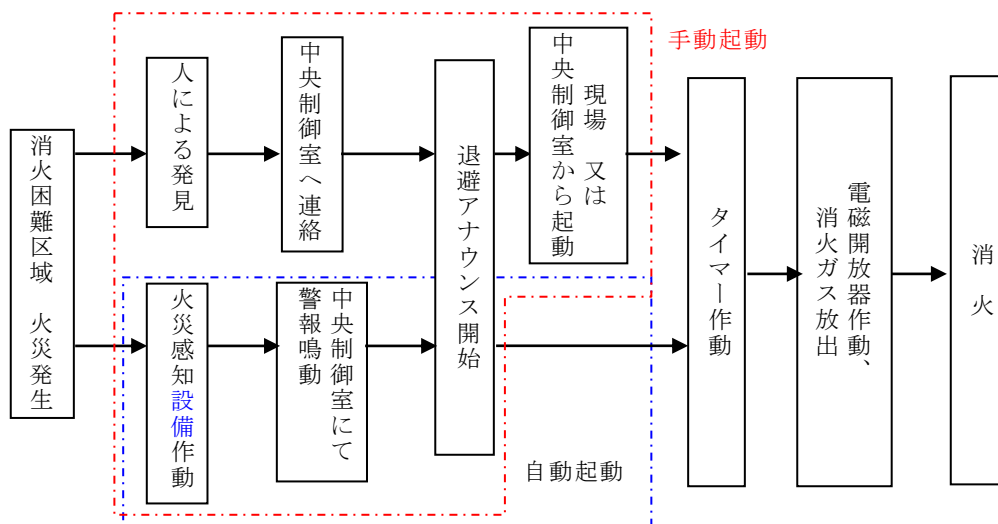 手動起動
消火困難区域 火災発生
人による発見
中央制御室へ連絡
火災感知設備作動
中央制御室にて
警報鳴動
退避アナウンス開始
現場 又は
中央制御室から起動
自動起動
タイマー作動
電磁開放器作動、
消火ガス放出
消火